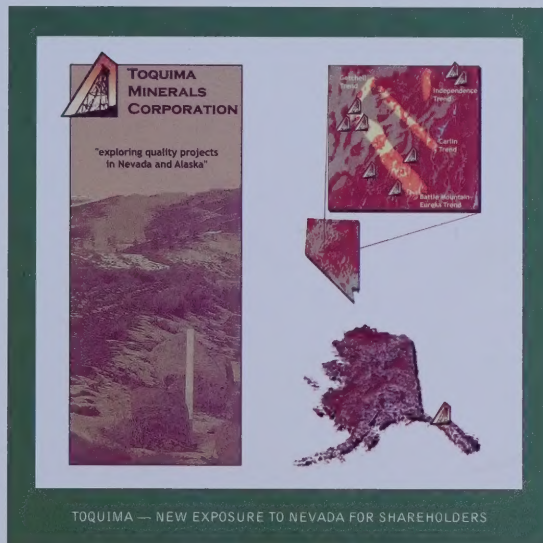 TOQUIMA
MINERALS
CORPORATION
"exploring quality projects
in Nevada and Alaska"
Getchell
Trend
Independence
Trend
Carlin
Trend
Battle Mountain
Eureka Trend
TOQUIMA — NEW EXPOSURE TO NEVADA FOR SHAREHOLDERS